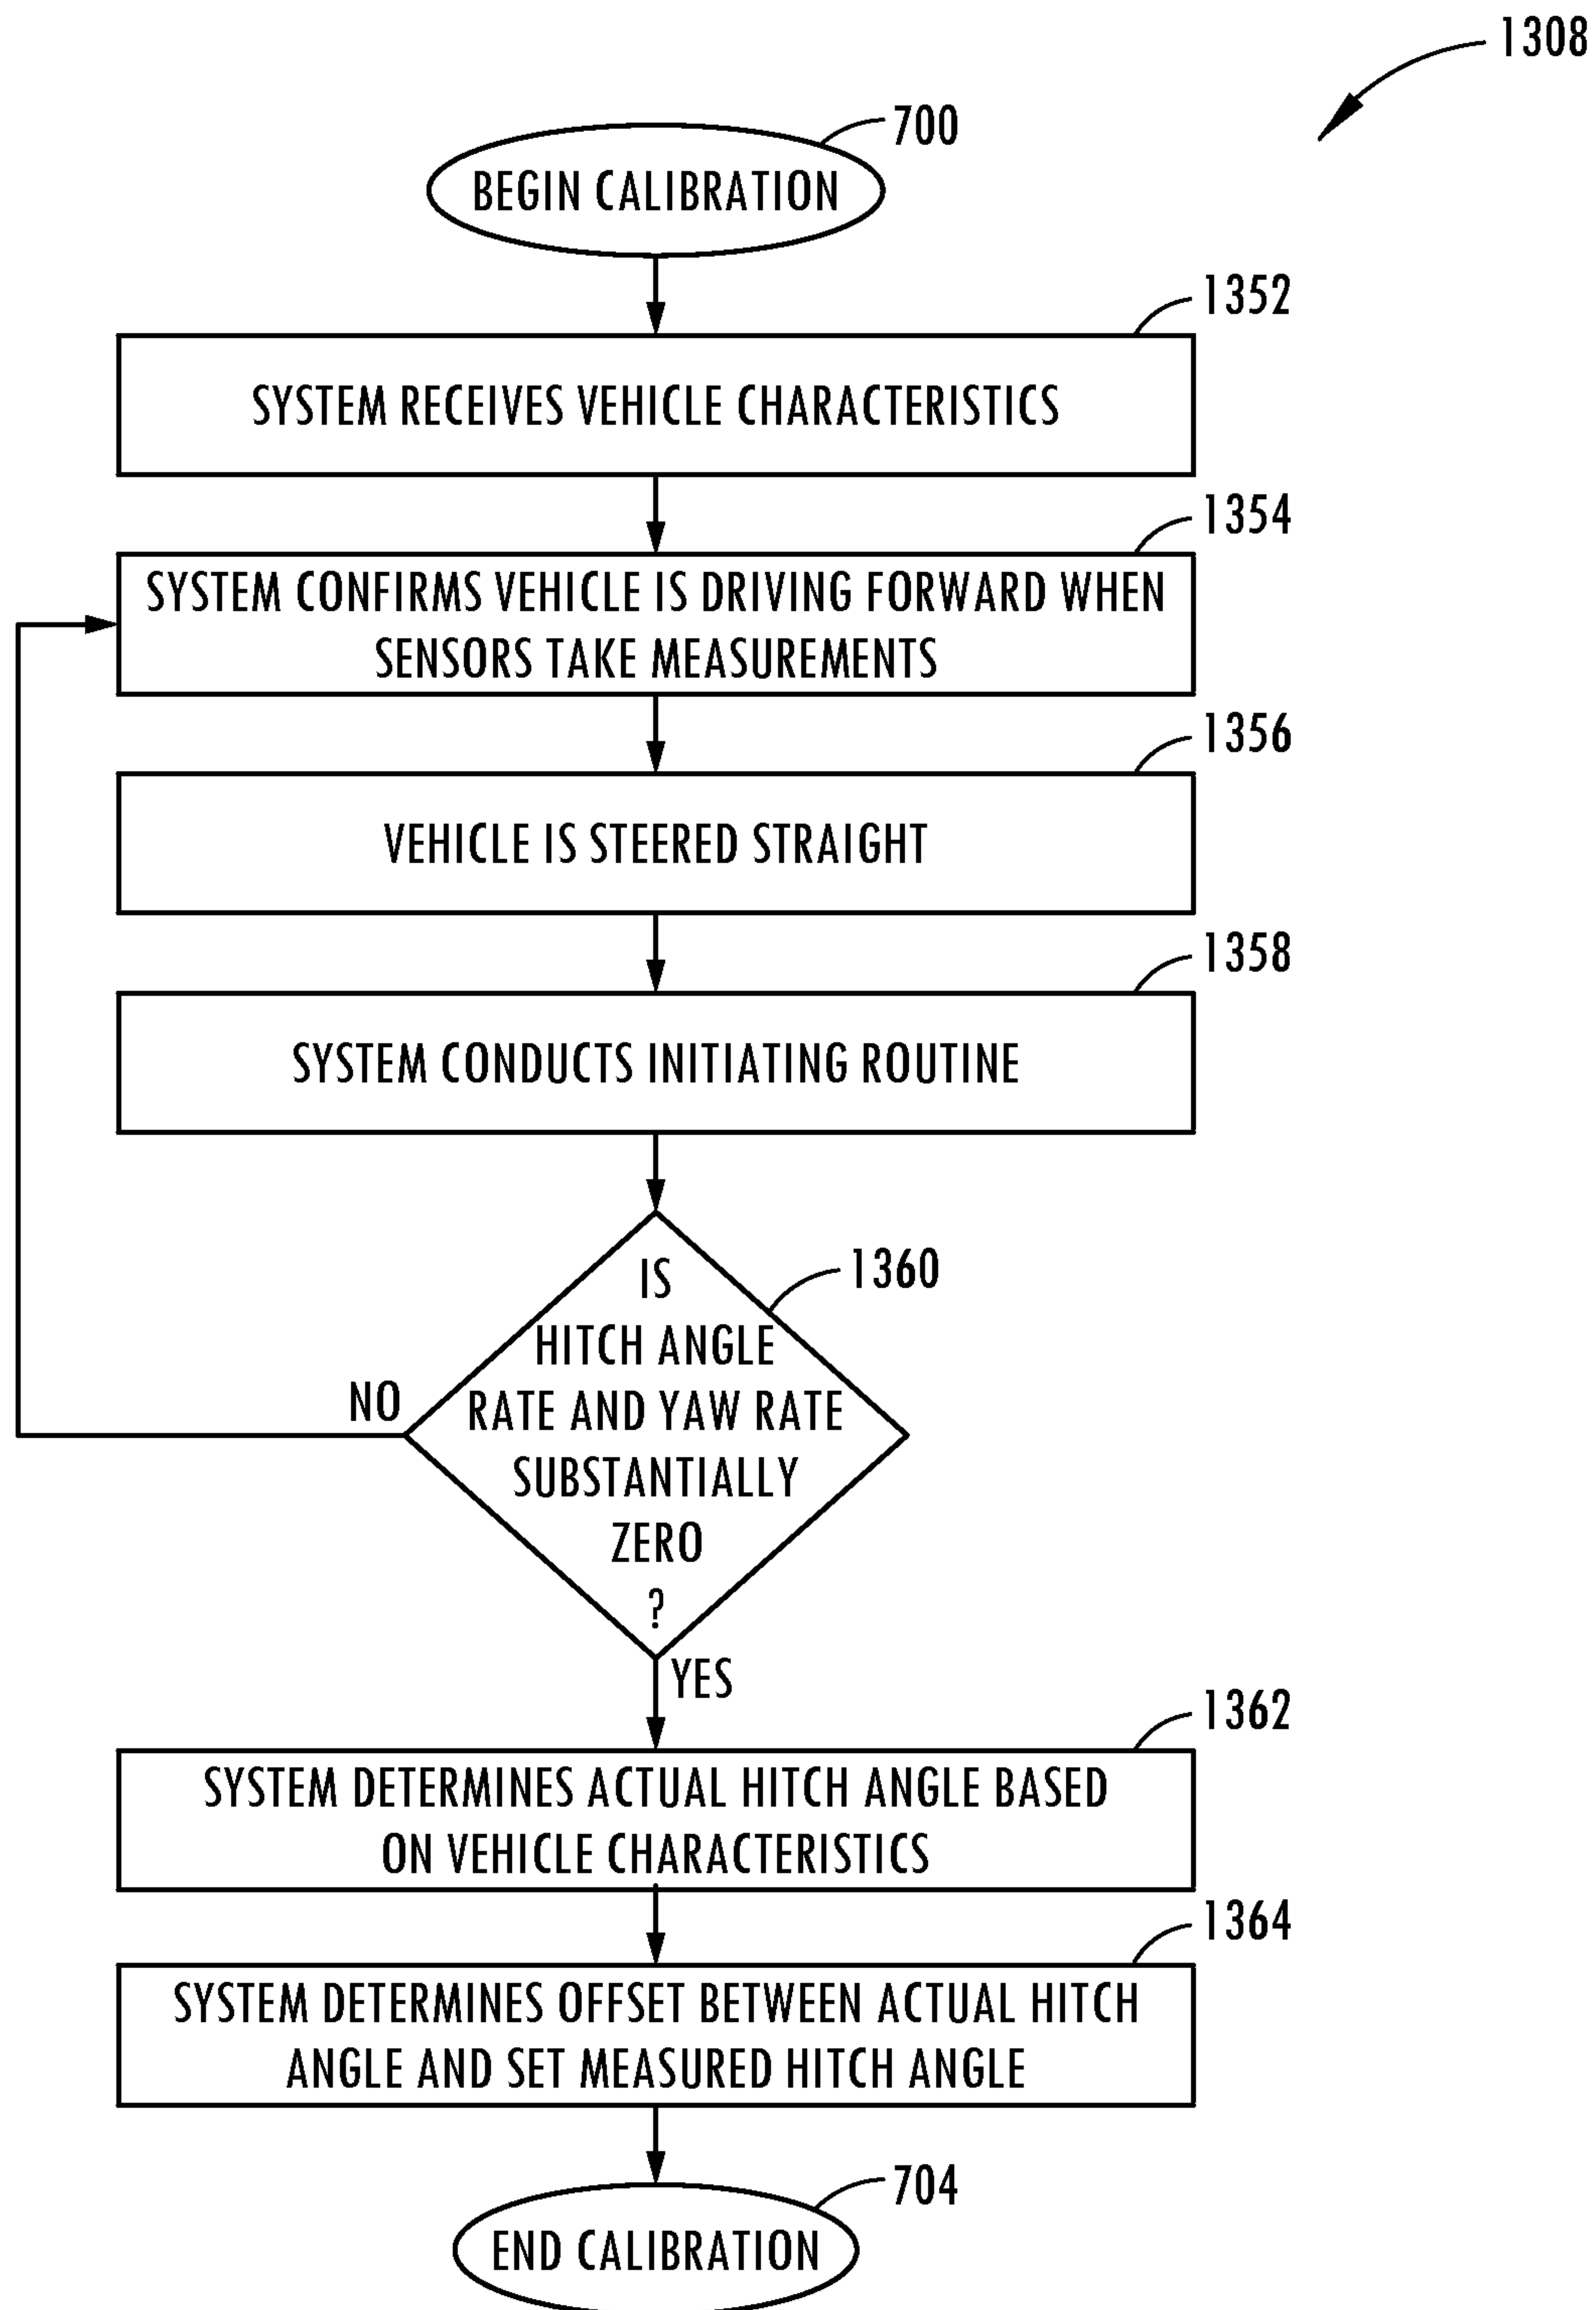 1308
700
BEGIN CALIBRATION
1352
SYSTEM RECEIVES VEHICLE CHARACTERISTICS
1354
SYSTEM CONFIRMS VEHICLE IS DRIVING FORWARD WHEN
SENSORS TAKE MEASUREMENTS
1356
VEHICLE IS STEERED STRAIGHT
1358
SYSTEM CONDUCTS INITIATING ROUTINE
1360
IS
HITCH ANGLE
RATE AND YAW RATE
SUBSTANTIALLY
ZERO
?
NO
YES
1362
SYSTEM DETERMINES ACTUAL HITCH ANGLE BASED
ON VEHICLE CHARACTERISTICS
1364
SYSTEM DETERMINES OFFSET BETWEEN ACTUAL HITCH
ANGLE AND SET MEASURED HITCH ANGLE
704
END CALIBRATION